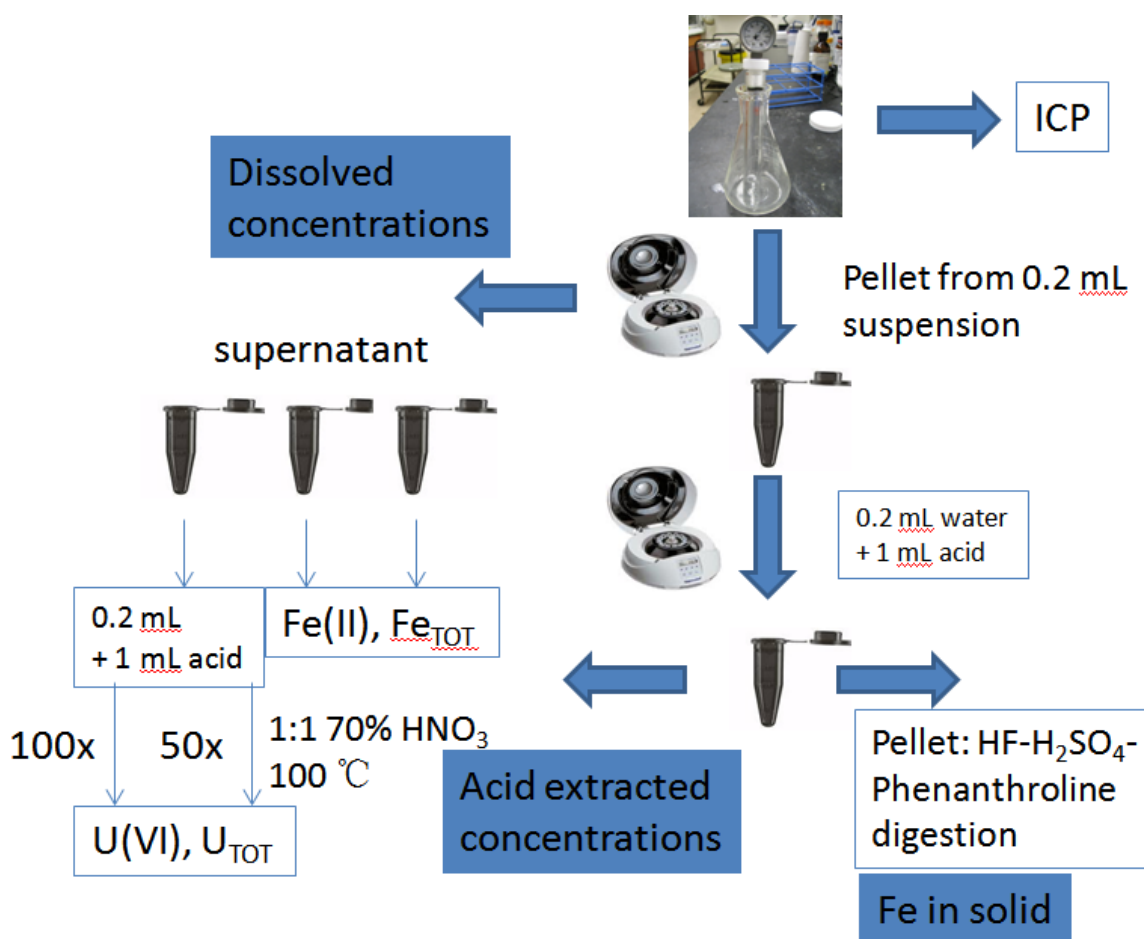 ICP
Dissolved
concentrations
Pellet from 0.2 mL
suspension
supernatant
0.2 mL water
+ 1 mL acid
0.2 mL
+ 1 mL acid
Fe(II), Fe_TOT
100x
50x
1:1 70% HNO₃
100 ℃
U(VI), U_TOT
Acid extracted
concentrations
Pellet: HF-H₂SO₄-
Phenanthroline
digestion
Fe in solid